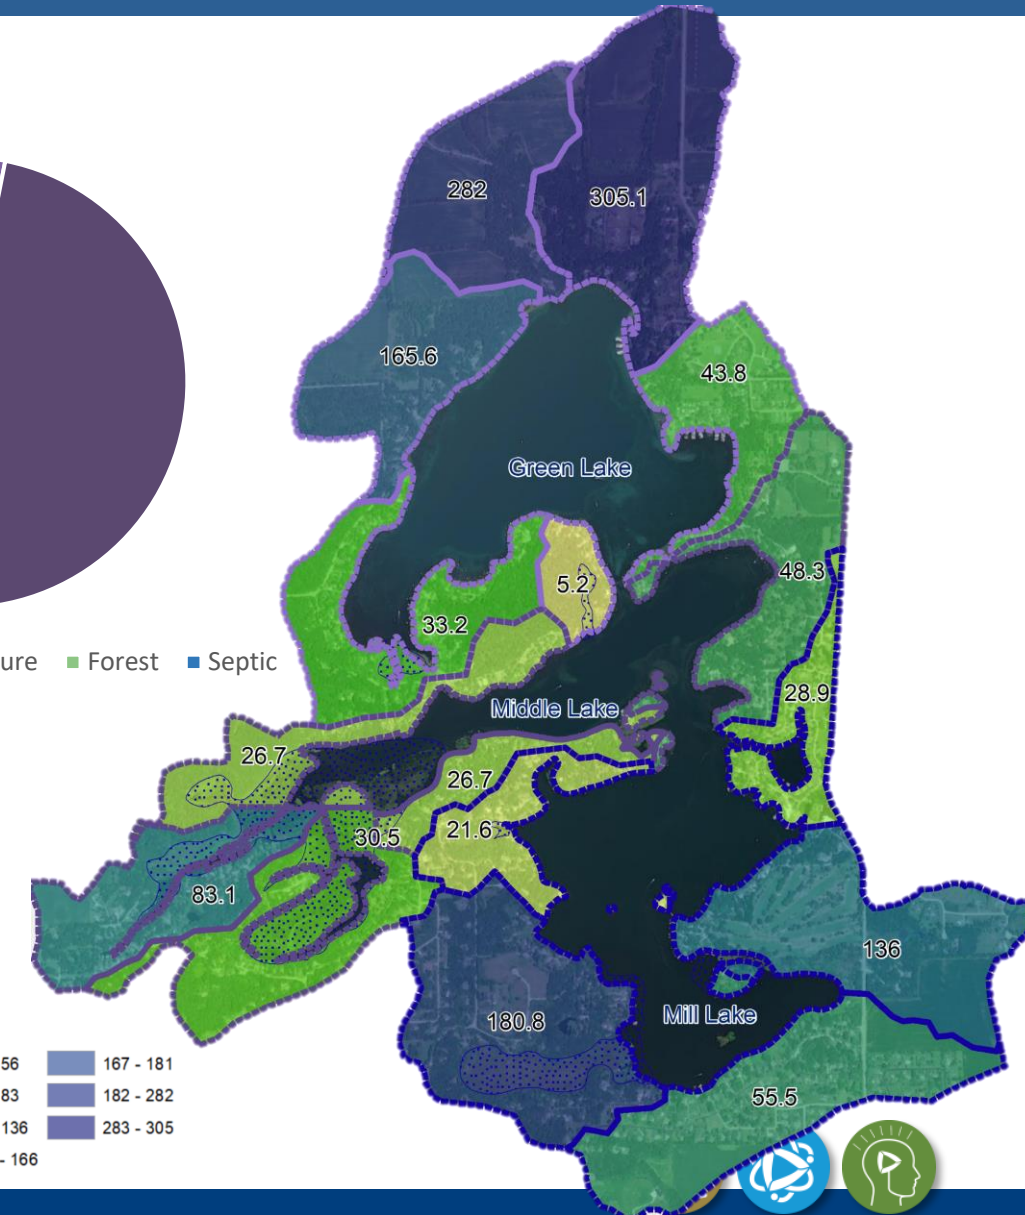 282
305.1
165.6
43.8
Green Lake
48.3
5.2
33.2
ure Forest Septic
28.9
Middle Lake
26.7
26.7
21.6
30.5
83.1
136
Mill Lake
180.8
56 167 - 181
83 182 - 282
136 283 - 305
- 166
55.5